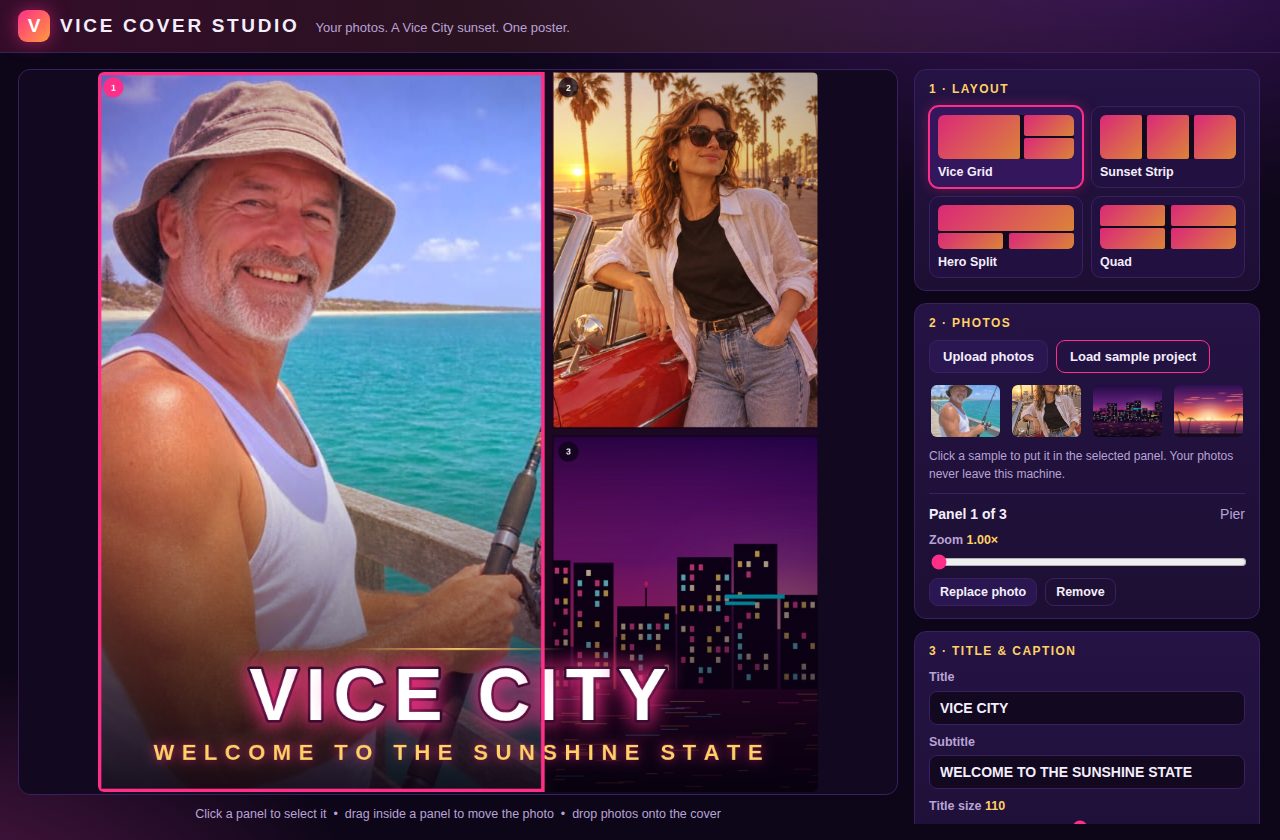 V VICE COVER STUDIO Your photos. A Vice City sunset. One poster.
1
2
3
VICE CITY
WELCOME TO THE SUNSHINE STATE
Click a panel to select it • drag inside a panel to move the photo • drop photos onto the cover
1 · LAYOUT
Vice Grid
Sunset Strip
Hero Split
Quad
2 · PHOTOS
Upload photos
Load sample project
Click a sample to put it in the selected panel. Your photos
never leave this machine.
Panel 1 of 3 Pier
Zoom 1.00×
Replace photo
Remove
3 · TITLE & CAPTION
Title
VICE CITY
Subtitle
WELCOME TO THE SUNSHINE STATE
Title size 110